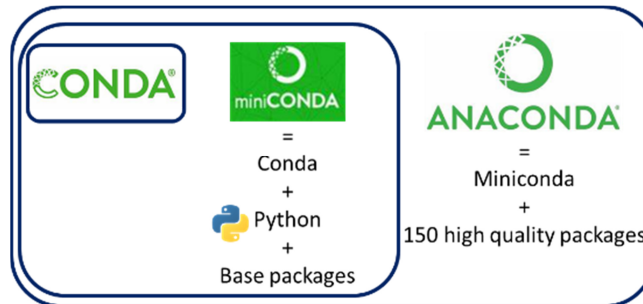 CONDA®
miniCONDA
=
Conda
+
Python
+
Base packages
ANACONDA®
=
Miniconda
+
150 high quality packages